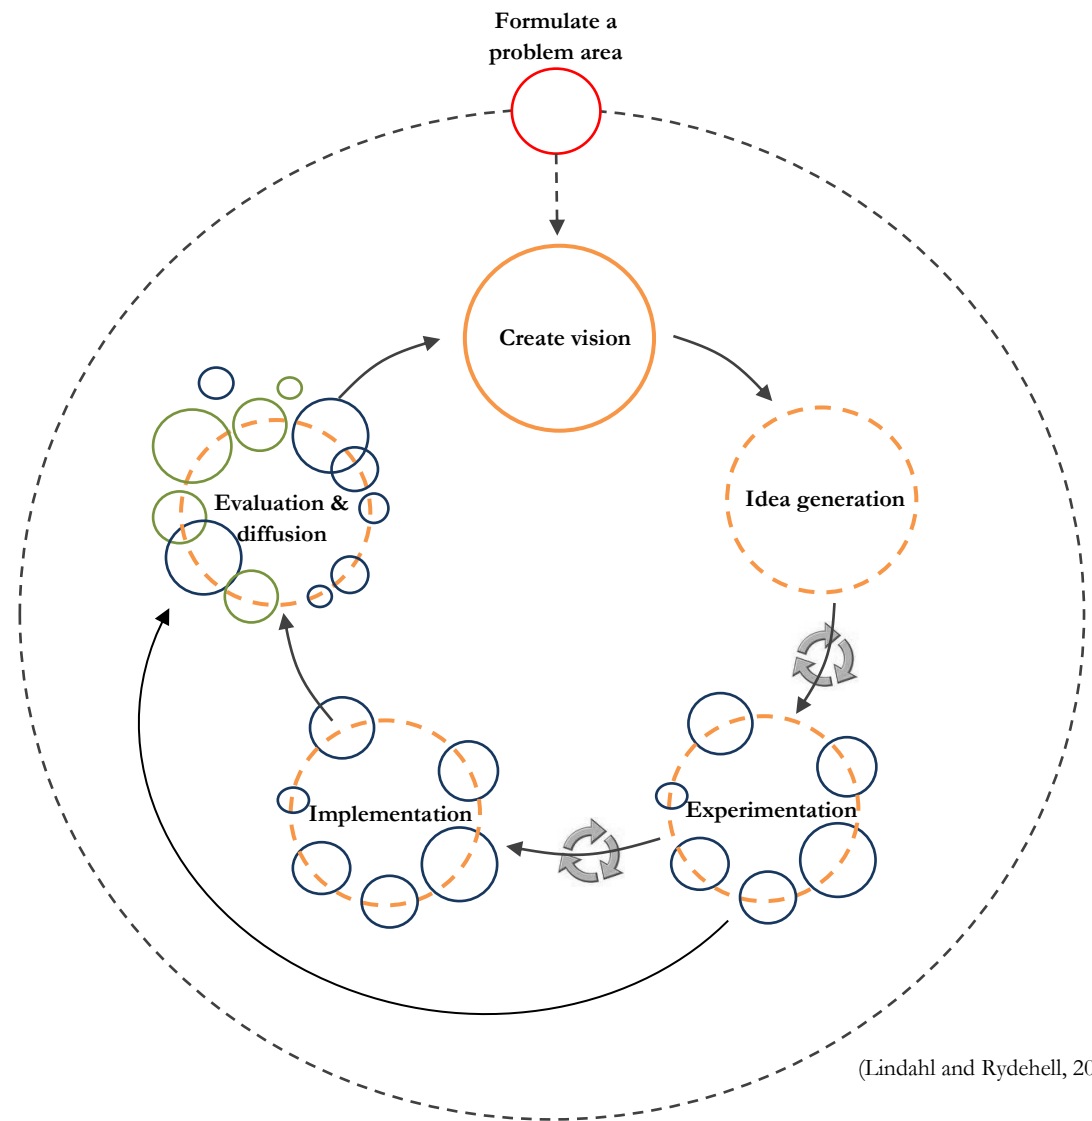 Formulate a
problem area
Create vision
Idea generation
Evaluation &
diffusion
Implementation
Experimentation
(Lindahl and Rydehell, 20